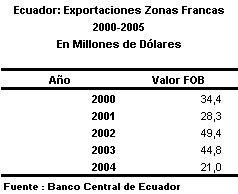 Ecuador: Exportaciones Zonas Francas
2000-2005
En Millones de Dólares
Año Valor FOB
2000 34,4
2001 28,3
2002 49,4
2003 44,8
2004 21,0
Fuente : Banco Central de Ecuador